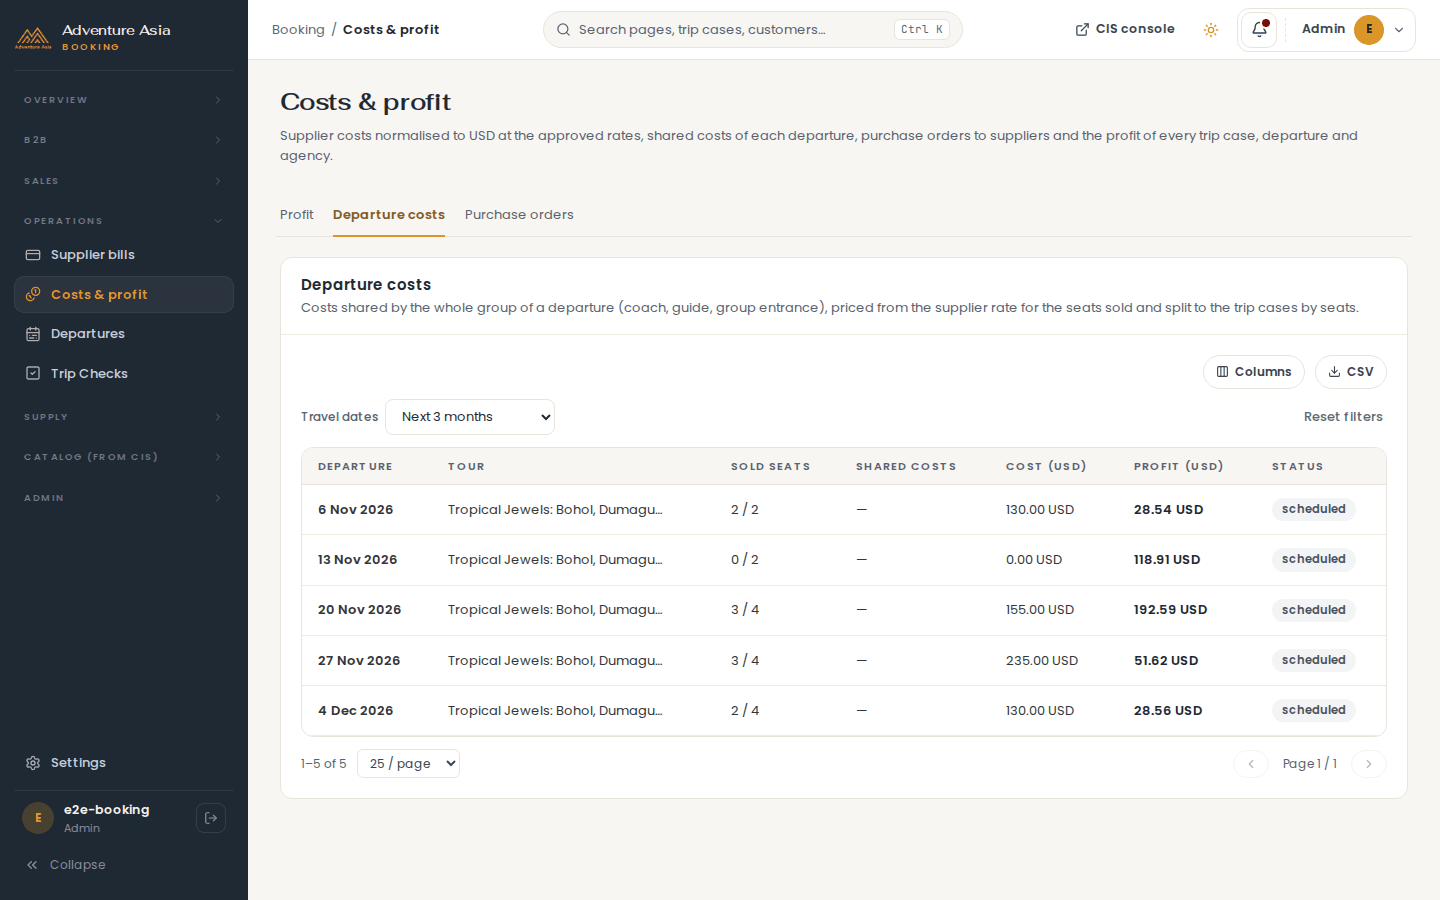 Adventure Asia
BOOKING
Adventure Asia
OVERVIEW
B2B
SALES
OPERATIONS
Supplier bills
Costs & profit
Departures
Trip Checks
SUPPLY
CATALOG (FROM CIS)
ADMIN
Settings
E
e2e-booking
Admin
Collapse
Booking / Costs & profit
Search pages, trip cases, customers...
Ctrl K
CIS console
Admin
E
Costs & profit
Supplier costs normalised to USD at the approved rates, shared costs of each departure, purchase orders to suppliers and the profit of every trip case, departure and
agency.
Profit
Departure costs
Purchase orders
Departure costs
Costs shared by the whole group of a departure (coach, guide, group entrance), priced from the supplier rate for the seats sold and split to the trip cases by seats.
Columns
CSV
Travel dates
Next 3 months
Reset filters
DEPARTURE TOUR SOLD SEATS SHARED COSTS COST (USD) PROFIT (USD) STATUS
6 Nov 2026 Tropical Jewels: Bohol, Dumagu... 2 / 2 — 130.00 USD 28.54 USD scheduled
13 Nov 2026 Tropical Jewels: Bohol, Dumagu... 0 / 2 — 0.00 USD 118.91 USD scheduled
20 Nov 2026 Tropical Jewels: Bohol, Dumagu... 3 / 4 — 155.00 USD 192.59 USD scheduled
27 Nov 2026 Tropical Jewels: Bohol, Dumagu... 3 / 4 — 235.00 USD 51.62 USD scheduled
4 Dec 2026 Tropical Jewels: Bohol, Dumagu... 2 / 4 — 130.00 USD 28.56 USD scheduled
1–5 of 5
25 / page
Page 1 / 1